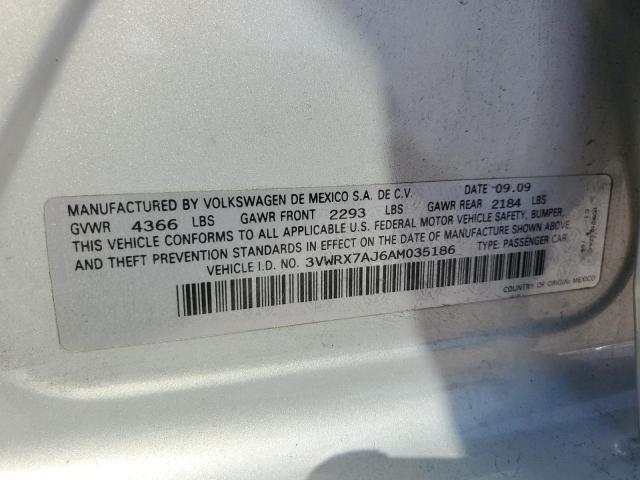 MANUFACTURED BY VOLKSWAGEN DE MEXICO S.A. DE C.V. DATE 09.09
GVWR 4366 LBS GAWR FRONT 2293 LBS GAWR REAR 2184 LBS
THIS VEHICLE CONFORMS TO ALL APPLICABLE U.S. FEDERAL MOTOR VEHICLE SAFETY, BUMPER,
AND THEFT PREVENTION STANDARDS IN EFFECT ON THE DATE OF MANUFACTURE SHOWN ABOVE.
VEHICLE I.D. NO. 3VWRX7AJ6AM035186 TYPE: PASSENGER CAR
COUNTRY OF ORIGIN: MEXICO